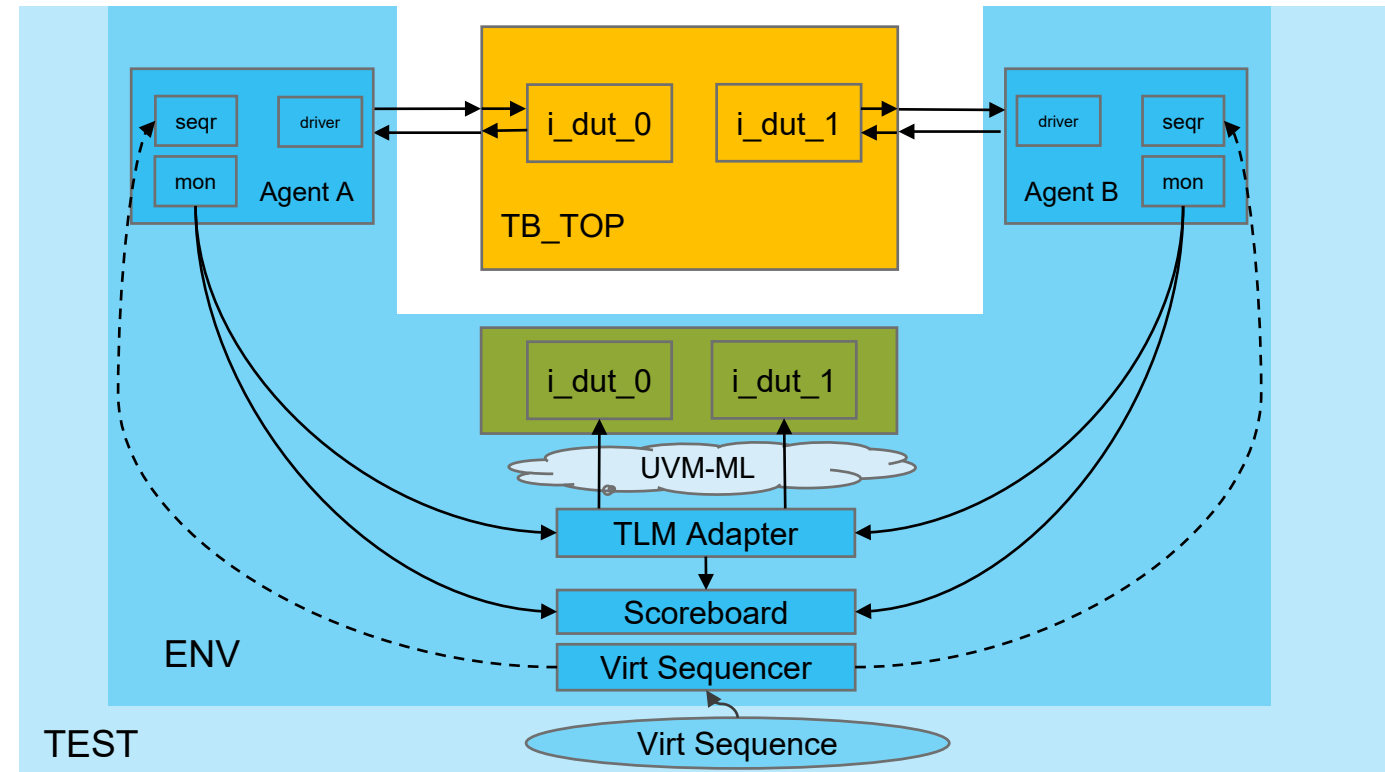 seqr
driver
mon
Agent A
i_dut_0
i_dut_1
TB_TOP
driver
seqr
Agent B
mon
i_dut_0
i_dut_1
UVM-ML
TLM Adapter
Scoreboard
Virt Sequencer
ENV
Virt Sequence
TEST